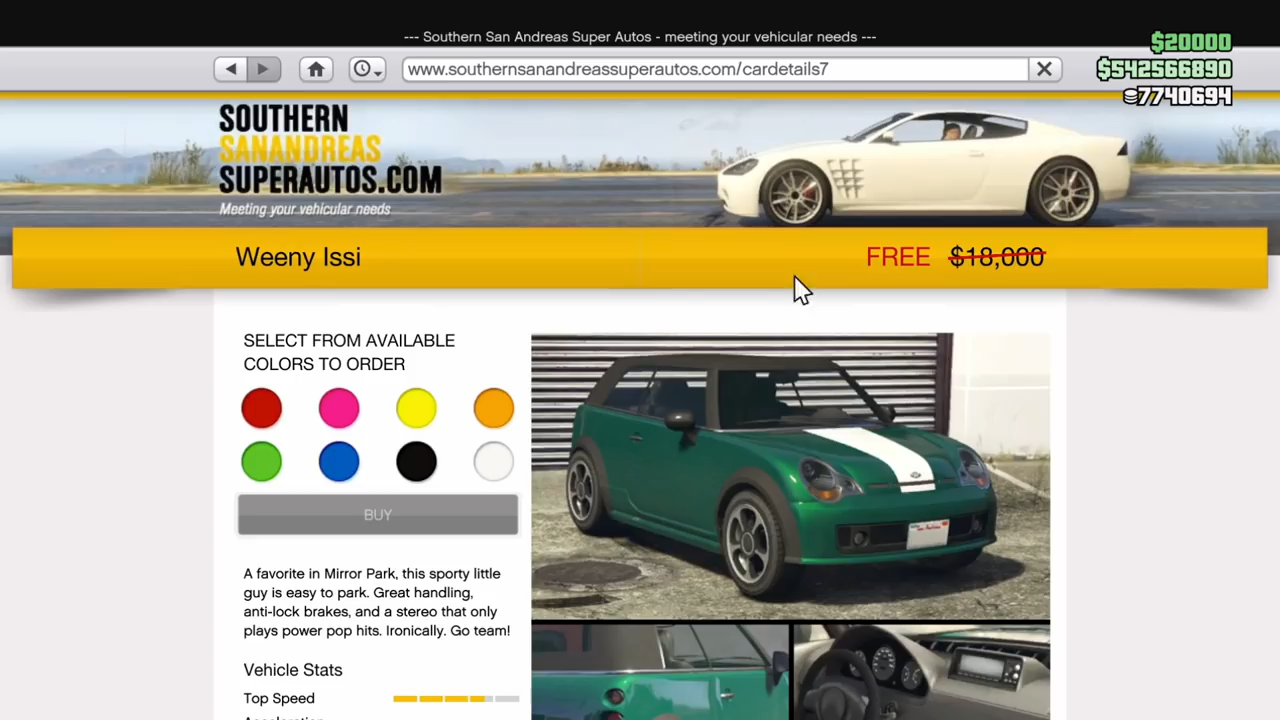 --- Southern San Andreas Super Autos - meeting your vehicular needs ---
$20000
www.southernsanandreassuperautos.com/cardetails7
$542566890
7740694
SOUTHERN
SANANDREAS
SUPERAUTOS.COM
Meeting your vehicular needs
Weeny Issi
FREE $18,000
SELECT FROM AVAILABLE
COLORS TO ORDER
BUY
A favorite in Mirror Park, this sporty little
guy is easy to park. Great handling,
anti-lock brakes, and a stereo that only
plays power pop hits. Ironically. Go team!
Vehicle Stats
Top Speed